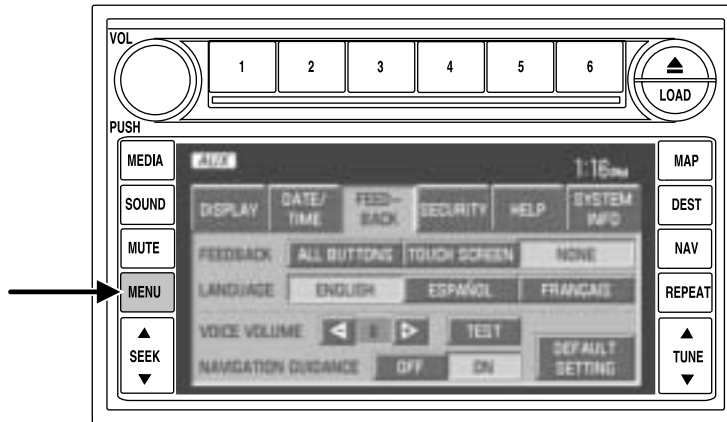 VOL
1 2 3 4 5 6
LOAD
PUSH
MEDIA
AUX
1:16PM
MAP
SOUND
DISPLAY
DATE/
TIME
FEED-
BACK
SECURITY
HELP
SYSTEM
INFO
DEST
MUTE
FEEDBACK ALL BUTTONS TOUCH SCREEN NONE
NAV
MENU
LANGUAGE ENGLISH ESPAÑOL FRANCAIS
REPEAT
SEEK
VOICE VOLUME TEST
NAVIGATION GUIDANCE OFF ON
DEFAULT
SETTING
TUNE